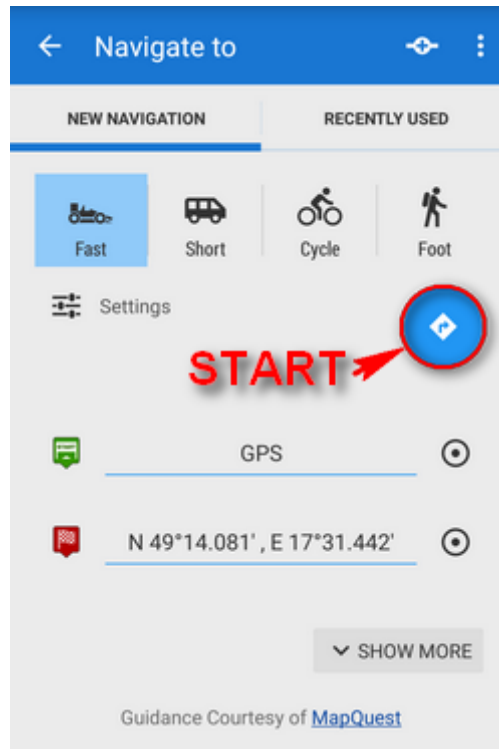 Navigate to
NEW NAVIGATION RECENTLY USED
Fast Short Cycle Foot
Settings
START
GPS
N 49°14.081' , E 17°31.442'
SHOW MORE
Guidance Courtesy of MapQuest